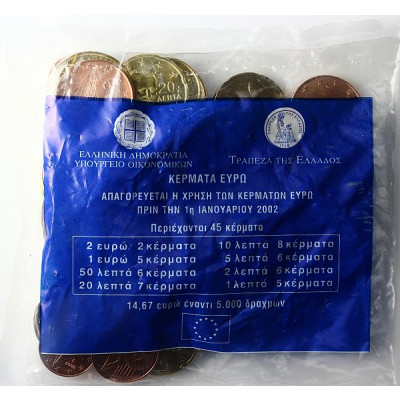 20
ΛΕΠΤΑ
ΕΛΛΗΝΙΚΗ ΔΗΜΟΚΡΑΤΙΑ
ΥΠΟΥΡΓΕΙΟ ΟΙΚΟΝΟΜΙΚΩΝ
ΤΡΑΠΕΖΑ ΤΗΣ ΕΛΛΑΔΟΣ
ΚΕΡΜΑΤΑ ΕΥΡΩ
ΑΠΑΓΟΡΕΥΕΤΑΙ Η ΧΡΗΣΗ ΤΩΝ ΚΕΡΜΑΤΩΝ ΕΥΡΩ
ΠΡΙΝ ΤΗΝ 1η ΙΑΝΟΥΑΡΙΟΥ 2002
Περιέχονται 45 κέρματα
2 ευρώ 2 κέρματα 10 λεπτά 8 κέρματα
1 ευρώ 5 κέρματα 5 λεπτά 6 κέρματα
50 λεπτά 6 κέρματα 2 λεπτά 6 κέρματα
20 λεπτά 7 κέρματα 1 λεπτό 5 κέρματα
14,67 ευρώ έναντι 5.000 δραχμών